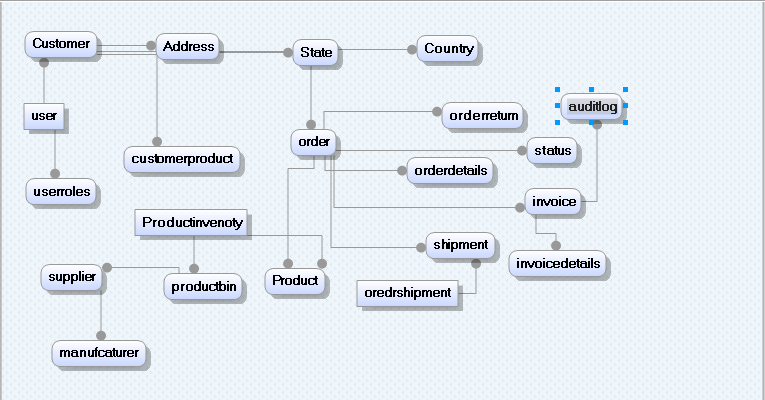 Customer
Address
State
Country
user
order
orderreturn
auditlog
customerproduct
status
orderdetails
userroles
invoice
Productinvenoty
shipment
invoicedetails
supplier
productbin
Product
oredrshipment
manufcaturer